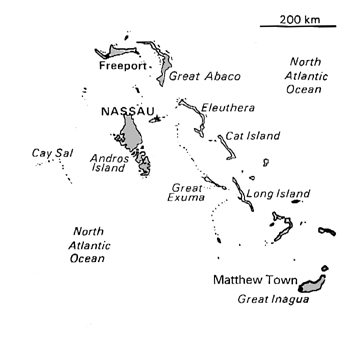 200 km
North
Atlantic
Ocean
Freeport
Great Abaco
NASSAU
Eleuthera
Cat Island
Cay Sal
Andros
Island
Great
Exuma
Long Island
North
Atlantic
Ocean
Matthew Town
Great Inagua